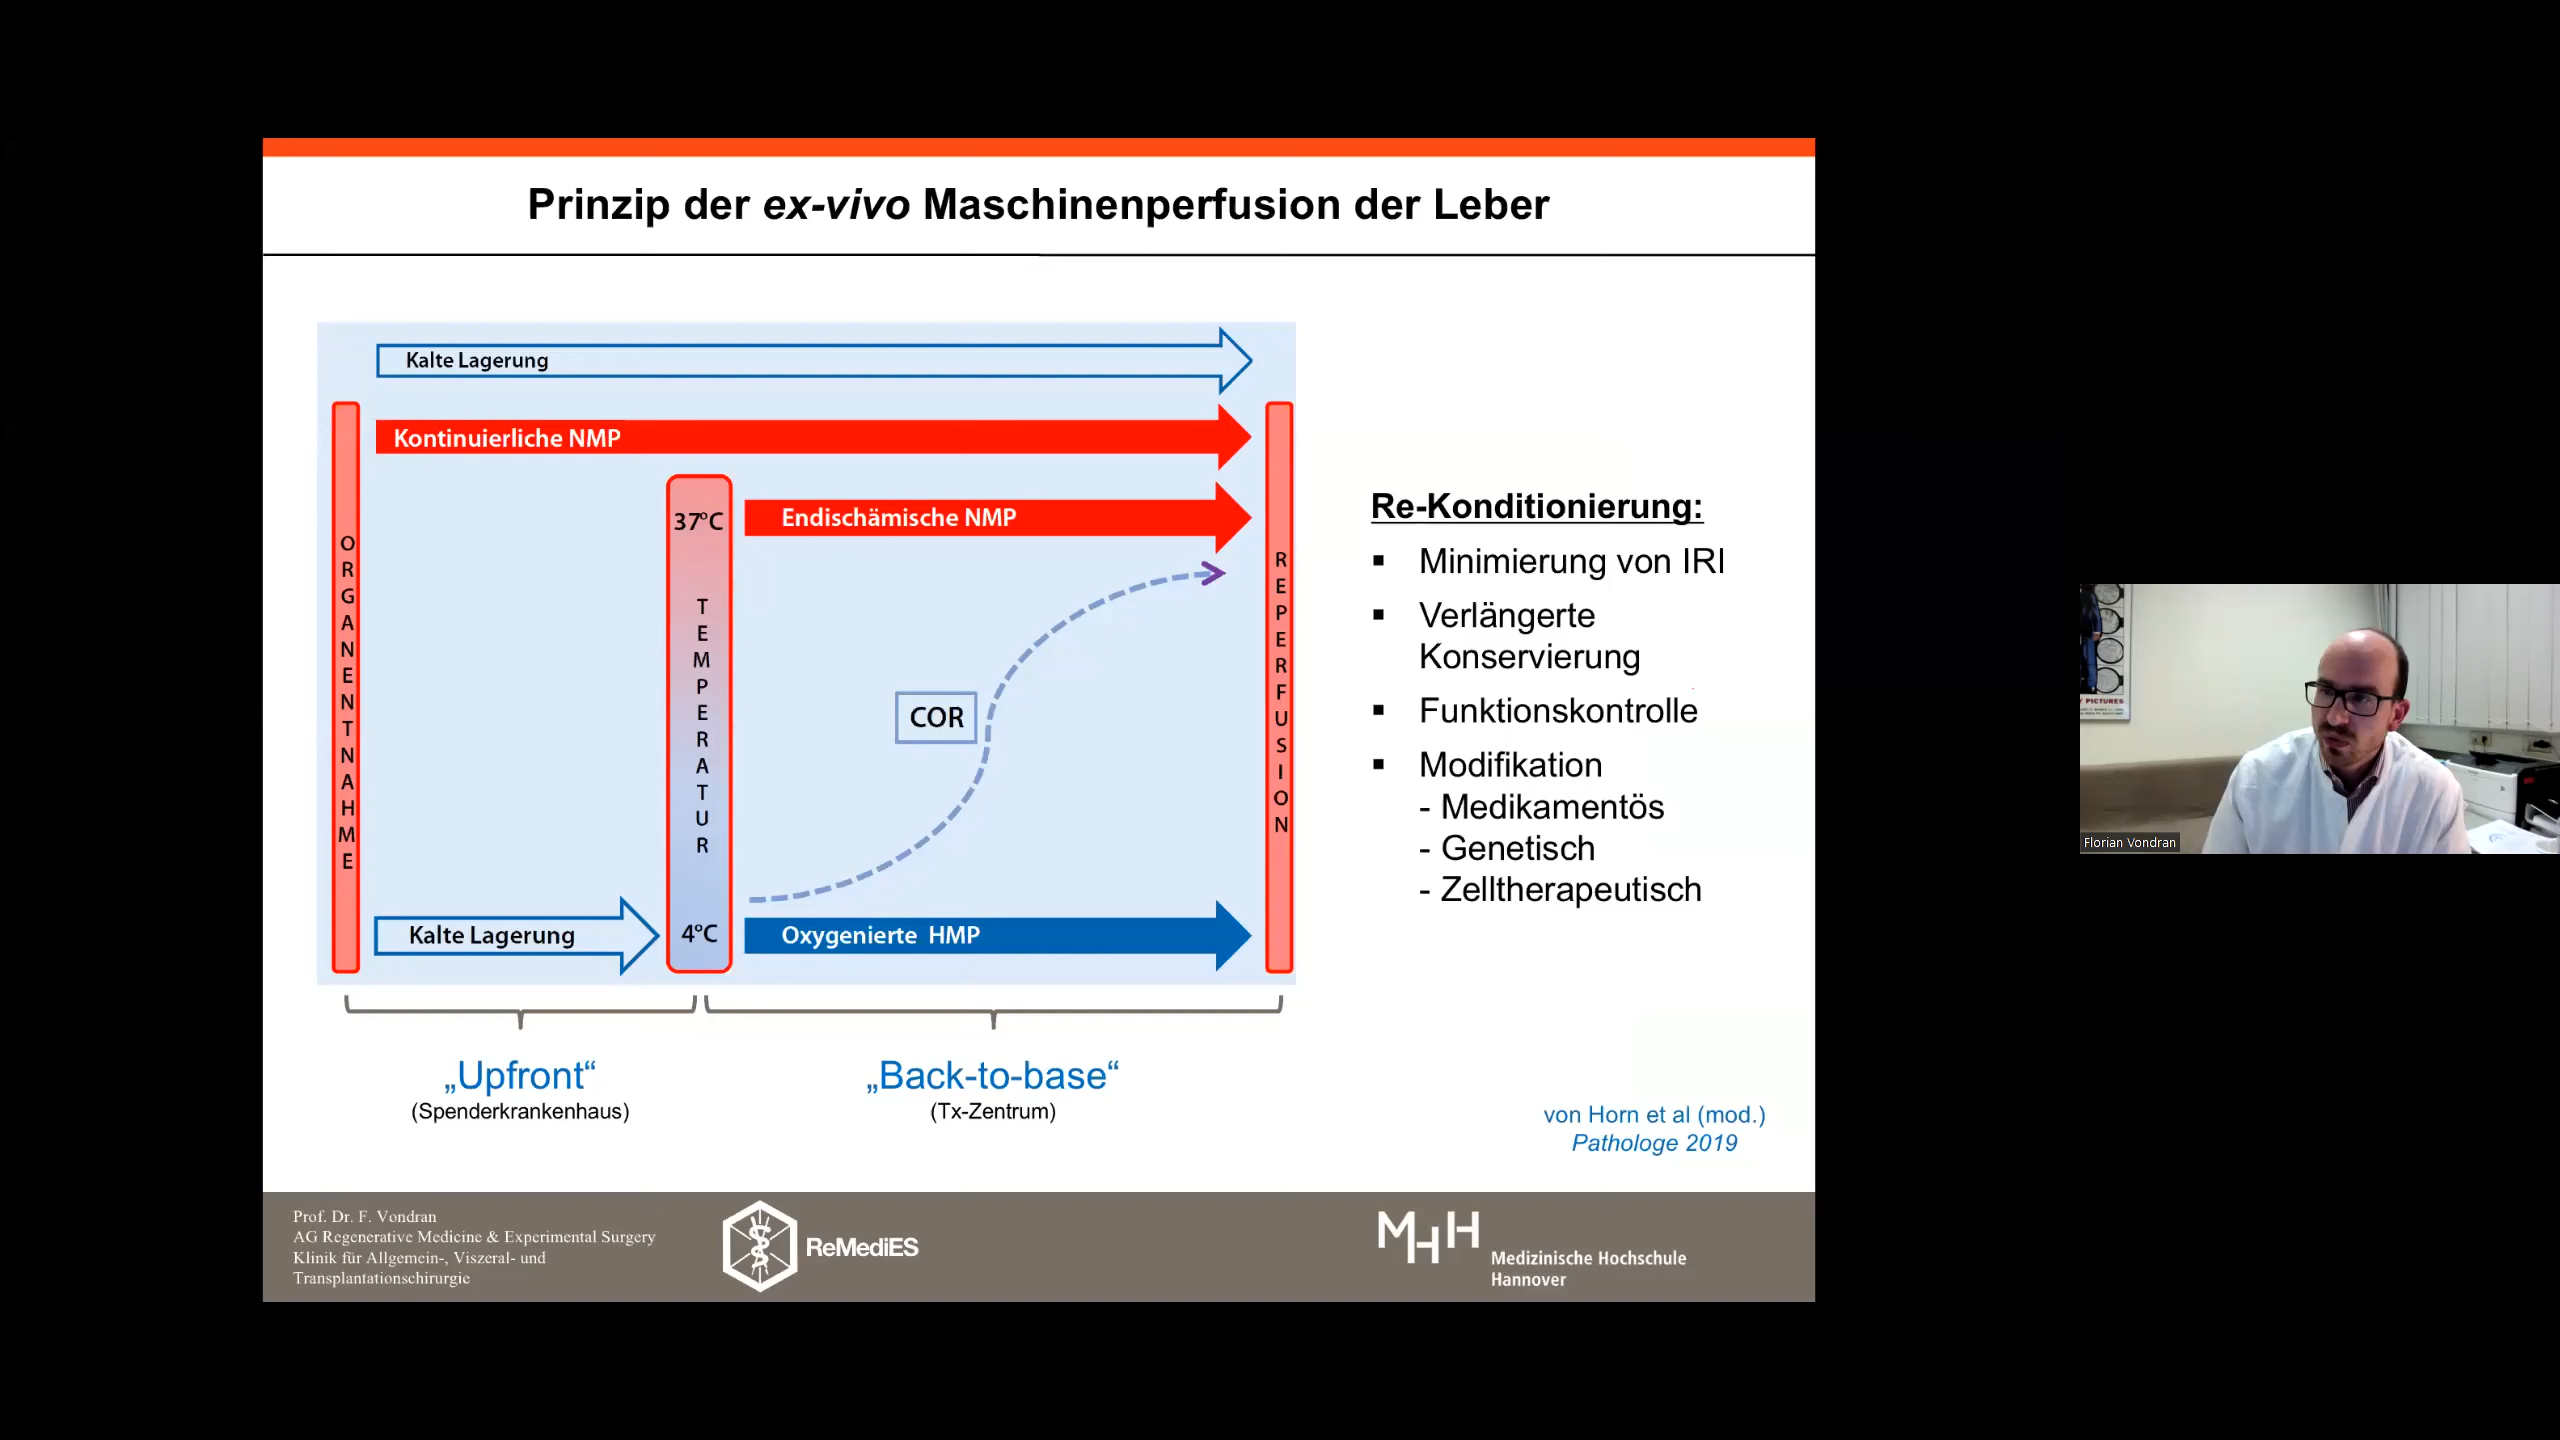 Prinzip der ex-vivo Maschinenperfusion der Leber
Kalte Lagerung
Kontinuierliche NMP
ORGANENTNAHME
37°C
TEMPERATUR
4°C
Endischämische NMP
COR
Kalte Lagerung
Oxygenierte HMP
REPERFUSION
„Upfront“
(Spenderkrankenhaus)
„Back-to-base“
(Tx-Zentrum)
Re-Konditionierung:
▪ Minimierung von IRI
▪ Verlängerte
Konservierung
▪ Funktionskontrolle
▪ Modifikation
- Medikamentös
- Genetisch
- Zelltherapeutisch
von Horn et al (mod.)
Pathologe 2019
Prof. Dr. F. Vondran
AG Regenerative Medicine & Experimental Surgery
Klinik für Allgemein-, Viszeral- und
Transplantationschirurgie
ReMediES
MHH
Medizinische Hochschule
Hannover
PICTURES
Florian Vondran